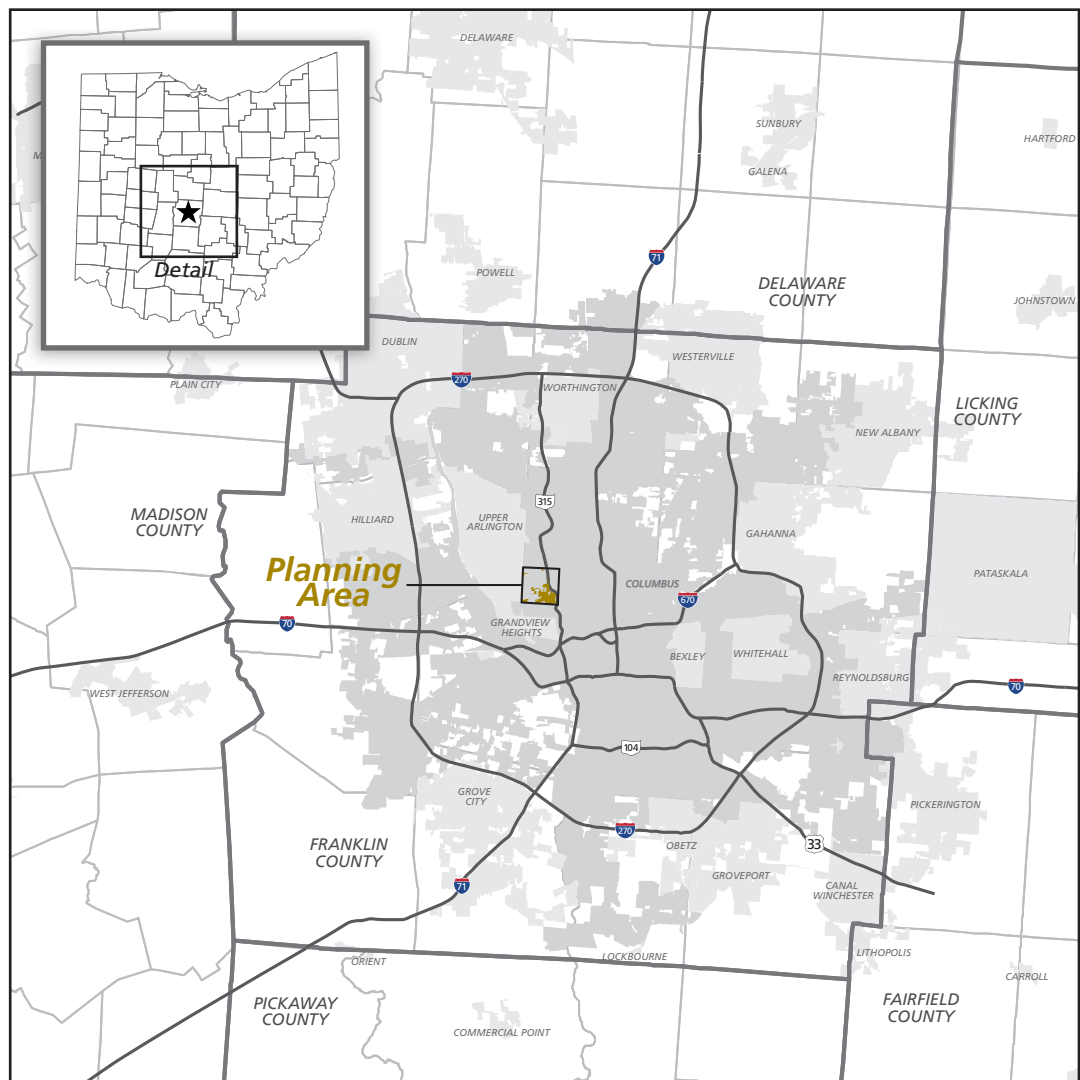 DELAWARE
SUNBURY
HARTFORD
M
GALENA
71
Detail
POWELL
DELAWARE
COUNTY
JOHNSTOWN
DUBLIN
WESTERVILLE
PLAIN CITY
270
WORTHINGTON
LICKING
COUNTY
NEW ALBANY
315
MADISON
COUNTY
HILLIARD
UPPER
ARLINGTON
GAHANNA
Planning
Area
COLUMBUS
PATASKALA
670
70
GRANDVIEW
HEIGHTS
BEXLEY
WHITEHALL
REYNOLDSBURG
70
WEST JEFFERSON
104
GROVE
CITY
PICKERINGTON
270
FRANKLIN
COUNTY
OBETZ
33
GROVEPORT
71
CANAL
WINCHESTER
LOCKBOURNE
LITHOPOLIS
ORIENT
CARROLL
PICKAWAY
COUNTY
FAIRFIELD
COUNTY
COMMERCIAL POINT